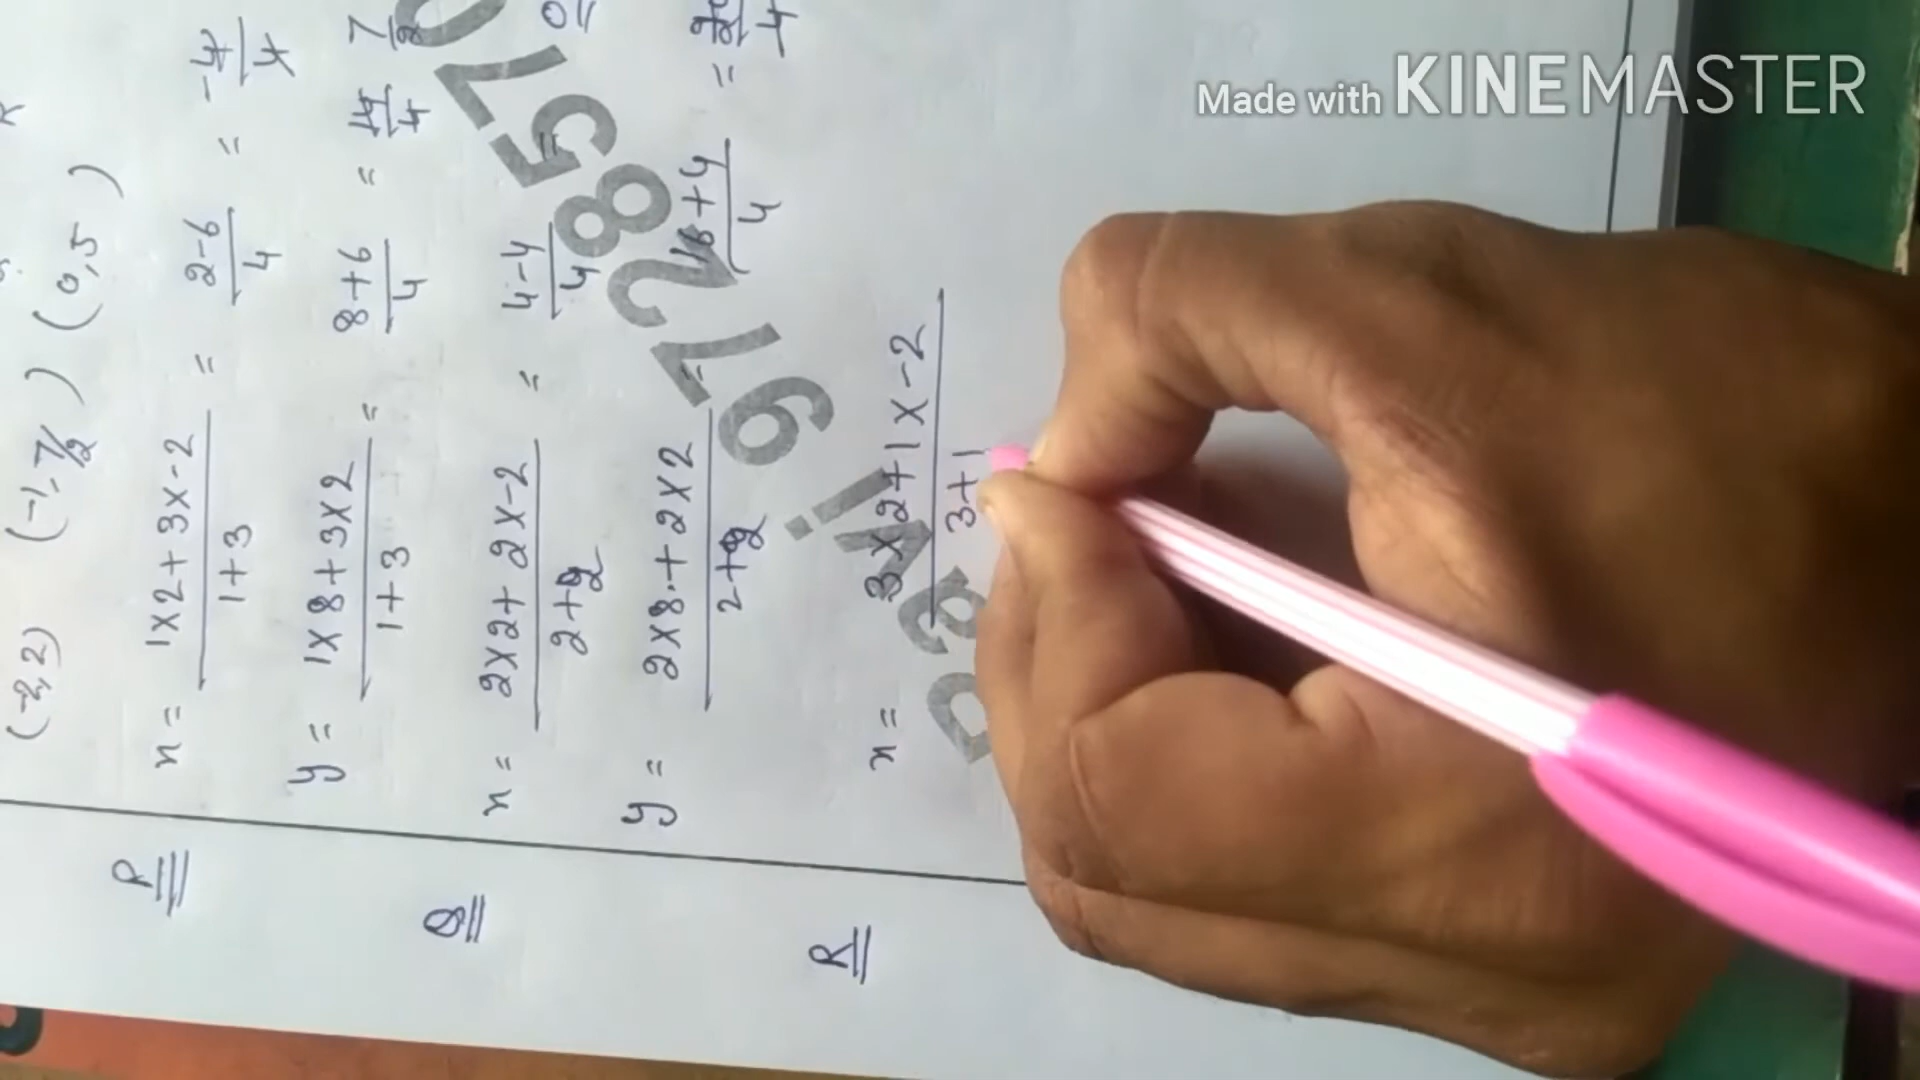 Made with KINEMASTER
(-2,2) (-1, 7/2) (0,5)
P
x = 1×2+3×-2 / 1+3 = 2-6 / 4 = -4 / 4
y = 1×8+3×2 / 1+3 = 8+6 / 4 = 14 / 4 7 / 2
Q
x = 2×2+2×-2 / 2+2 = 4-4 / 4 = 0
y = 2×8+2×2 / 2+2 = 16+4 / 4 =
R
x = 3×2+1×-2 / 3+1